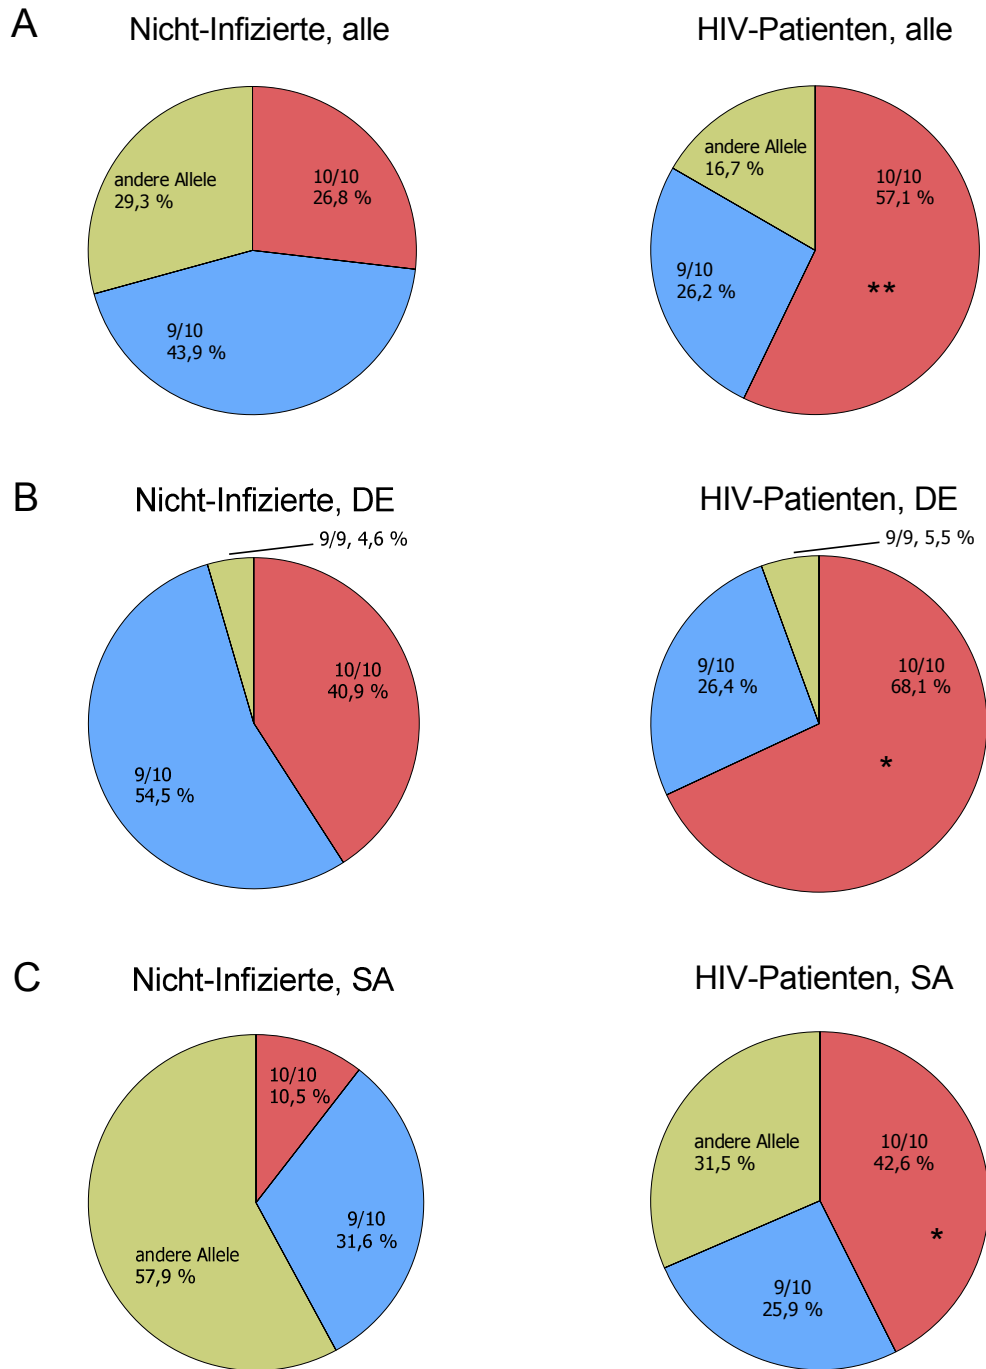 A
Nicht-Infizierte, alle
HIV-Patienten, alle
andere Allele
29,3 %
10/10
26,8 %
9/10
43,9 %
andere Allele
16,7 %
10/10
57,1 %
9/10
26,2 %
**
B
Nicht-Infizierte, DE
HIV-Patienten, DE
9/9, 4,6 %
10/10
40,9 %
9/10
54,5 %
9/9, 5,5 %
9/10
26,4 %
10/10
68,1 %
*
C
Nicht-Infizierte, SA
HIV-Patienten, SA
10/10
10,5 %
9/10
31,6 %
andere Allele
57,9 %
andere Allele
31,5 %
10/10
42,6 %
*
9/10
25,9 %